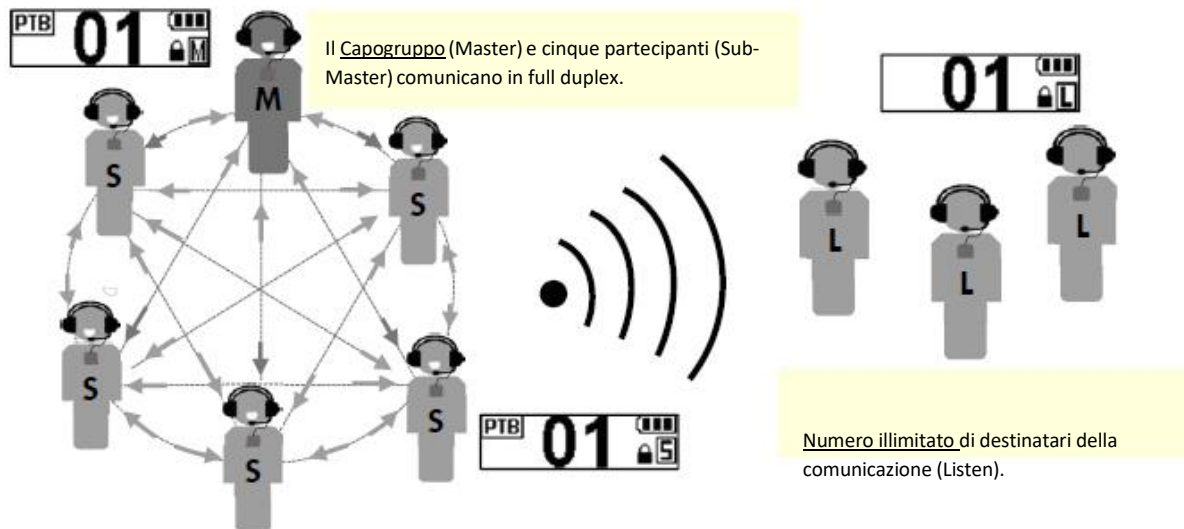 PTB 01 M
Il Capogruppo (Master) e cinque partecipanti (Sub-
Master) comunicano in full duplex.
01 L
M
S
S
L
L
L
S
S
S
PTB 01 S
Numero illimitato di destinatari della
comunicazione (Listen).